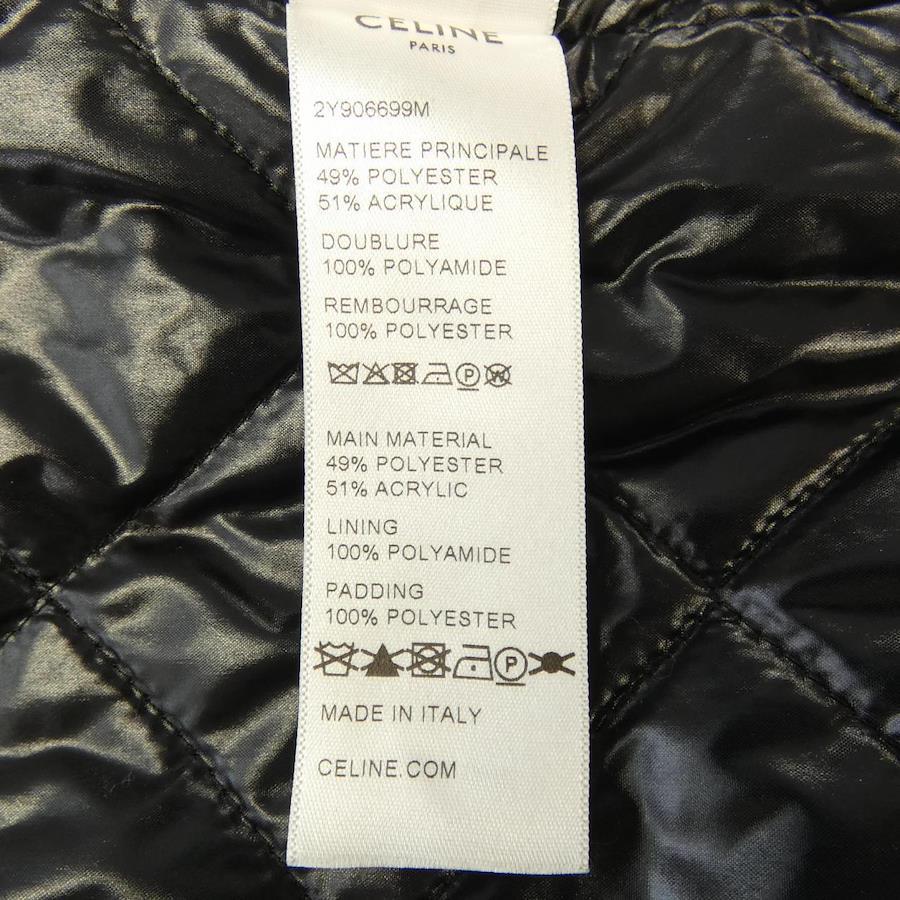 CELINE
PARIS
2Y906699M
MATIERE PRINCIPALE
49% POLYESTER
51% ACRYLIQUE
DOUBLURE
100% POLYAMIDE
REMBOURRAGE
100% POLYESTER
MAIN MATERIAL
49% POLYESTER
51% ACRYLIC
LINING
100% POLYAMIDE
PADDING
100% POLYESTER
MADE IN ITALY
CELINE.COM